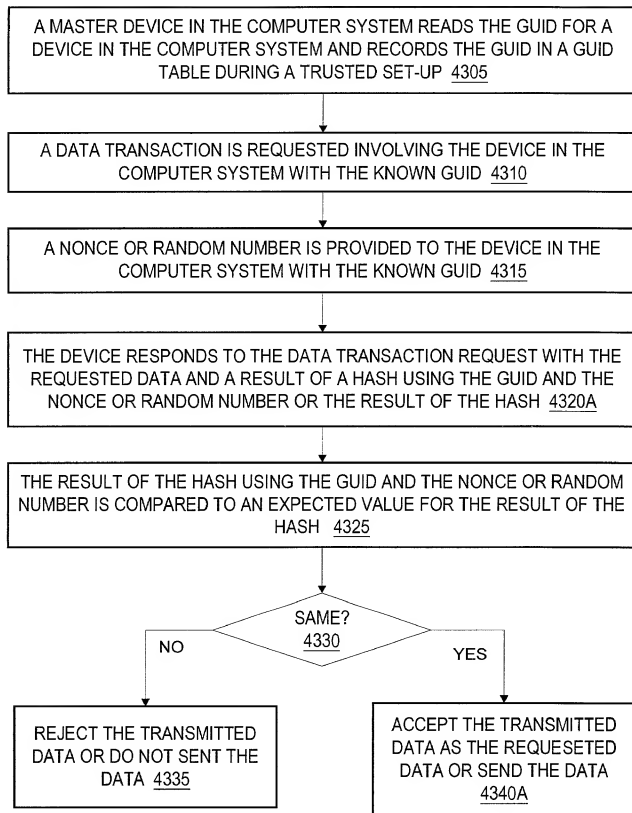 A MASTER DEVICE IN THE COMPUTER SYSTEM READS THE GUID FOR A
DEVICE IN THE COMPUTER SYSTEM AND RECORDS THE GUID IN A GUID
TABLE DURING A TRUSTED SET-UP 4305
A DATA TRANSACTION IS REQUESTED INVOLVING THE DEVICE IN THE
COMPUTER SYSTEM WITH THE KNOWN GUID 4310
A NONCE OR RANDOM NUMBER IS PROVIDED TO THE DEVICE IN THE
COMPUTER SYSTEM WITH THE KNOWN GUID 4315
THE DEVICE RESPONDS TO THE DATA TRANSACTION REQUEST WITH THE
REQUESTED DATA AND A RESULT OF A HASH USING THE GUID AND THE
NONCE OR RANDOM NUMBER OR THE RESULT OF THE HASH 4320A
THE RESULT OF THE HASH USING THE GUID AND THE NONCE OR RANDOM
NUMBER IS COMPARED TO AN EXPECTED VALUE FOR THE RESULT OF THE
HASH 4325
SAME?
4330
NO
YES
REJECT THE TRANSMITTED
DATA OR DO NOT SENT THE
DATA 4335
ACCEPT THE TRANSMITTED
DATA AS THE REQUESETED
DATA OR SEND THE DATA
4340A